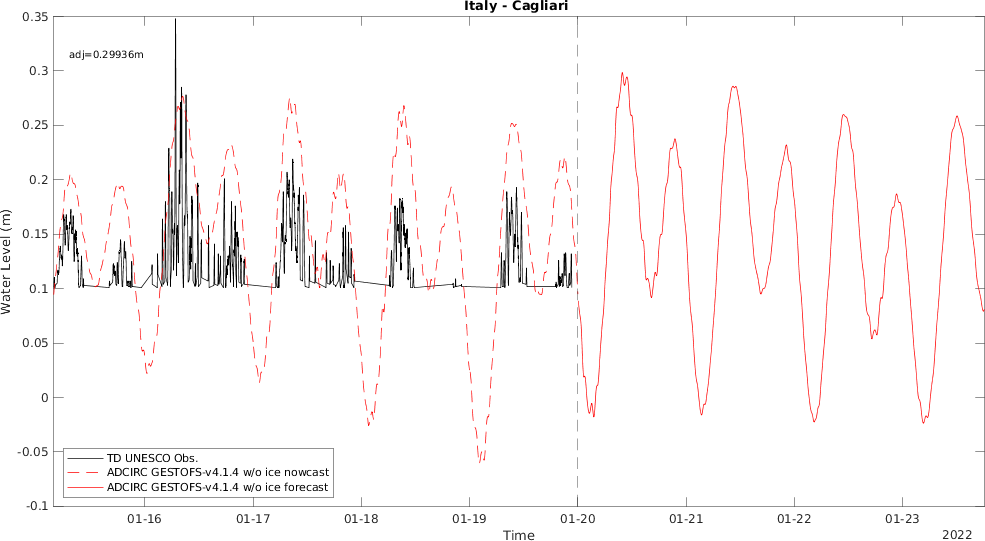 Italy - Cagliari
0.35
adj=0.29936m
0.3
0.25
0.2
0.15
0.1
0.05
0
-0.05
-0.1
Water Level (m)
TD UNESCO Obs.
ADCIRC GESTOFS-v4.1.4 w/o ice nowcast
ADCIRC GESTOFS-v4.1.4 w/o ice forecast
01-16 01-17 01-18 01-19 01-20 01-21 01-22 01-23
Time
2022